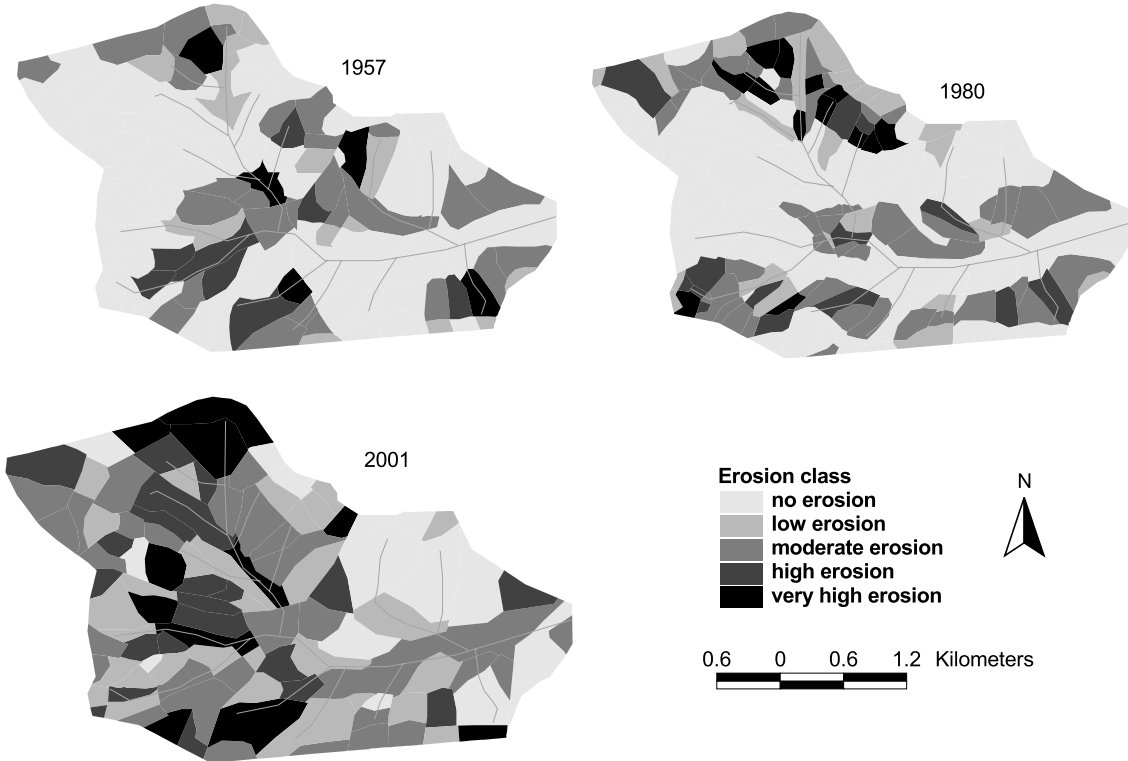 1957
1980
2001
Erosion class
no erosion
low erosion
moderate erosion
high erosion
very high erosion
N
0.6 0 0.6 1.2 Kilometers